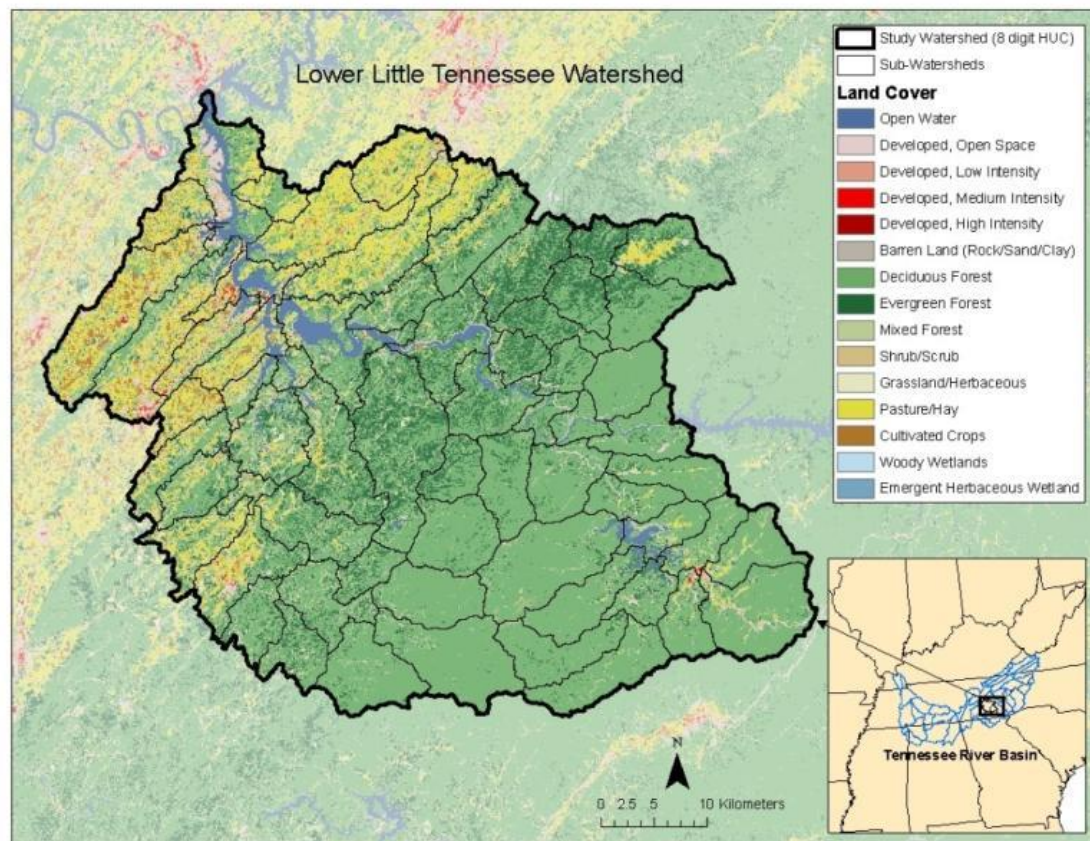 Lower Little Tennessee Watershed
Study Watershed (8 digit HUC)
Sub-Watersheds
Land Cover
Open Water
Developed, Open Space
Developed, Low Intensity
Developed, Medium Intensity
Developed, High Intensity
Barren Land (Rock/Sand/Clay)
Deciduous Forest
Evergreen Forest
Mixed Forest
Shrub/Scrub
Grassland/Herbaceous
Pasture/Hay
Cultivated Crops
Woody Wetlands
Emergent Herbaceous Wetland
Tennessee River Basin
N
0 2.5 5 10 Kilometers